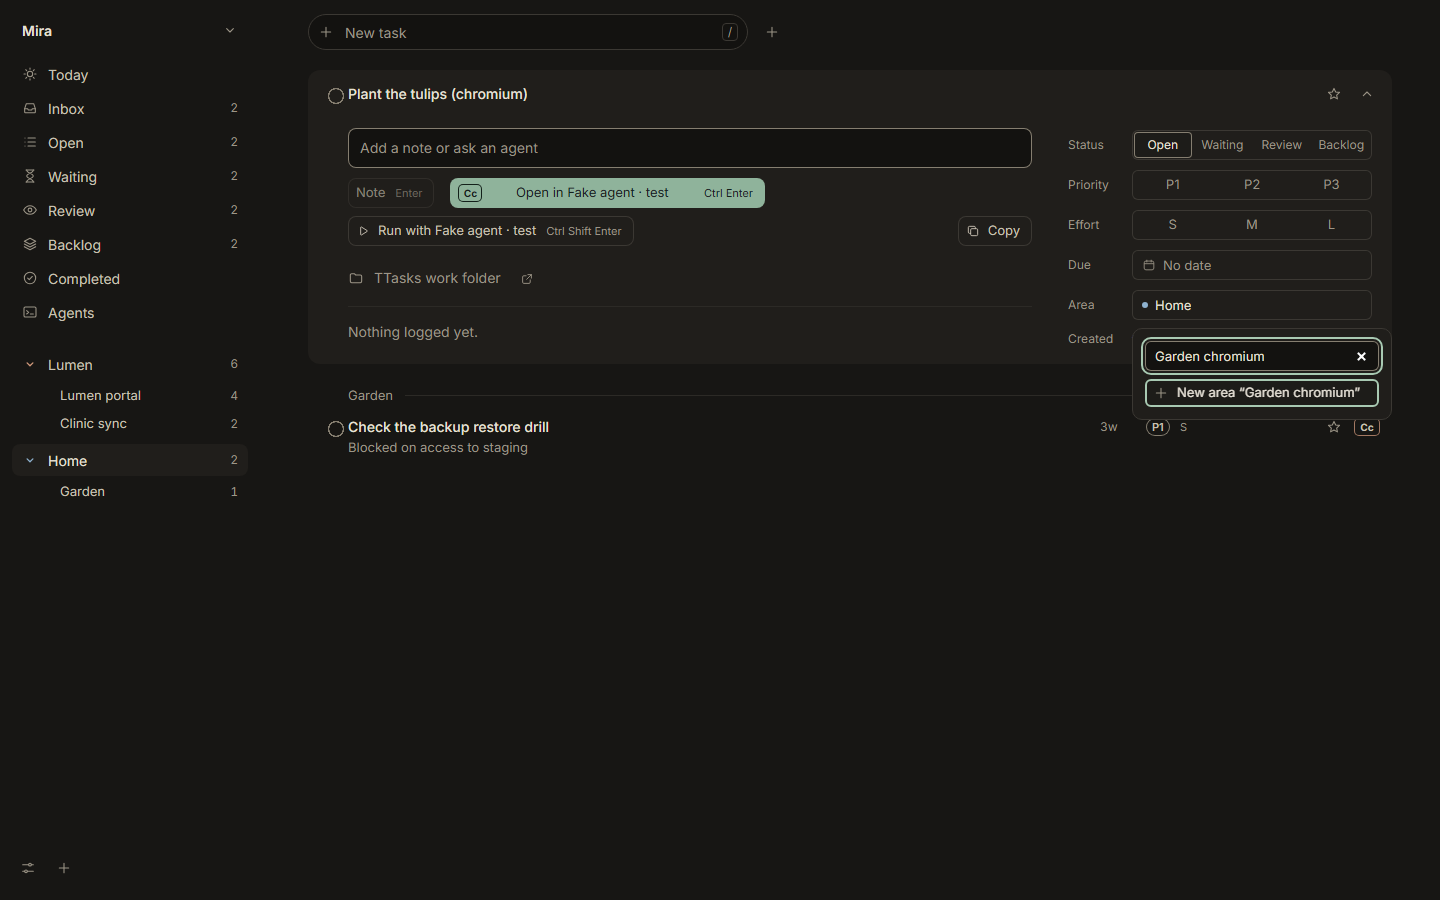 Mira
Today
Inbox 2
Open 2
Waiting 2
Review 2
Backlog 2
Completed
Agents
Lumen 6
Lumen portal 4
Clinic sync 2
Home 2
Garden 1
New task /
Plant the tulips (chromium)
Add a note or ask an agent
Note Enter
Cc Open in Fake agent · test Ctrl Enter
Run with Fake agent · test Ctrl Shift Enter
Copy
TTasks work folder
Nothing logged yet.
Status Open Waiting Review Backlog
Priority P1 P2 P3
Effort S M L
Due No date
Area Home
Created
Garden chromium
New area “Garden chromium”
Garden
Check the backup restore drill 3w P1 S Cc
Blocked on access to staging